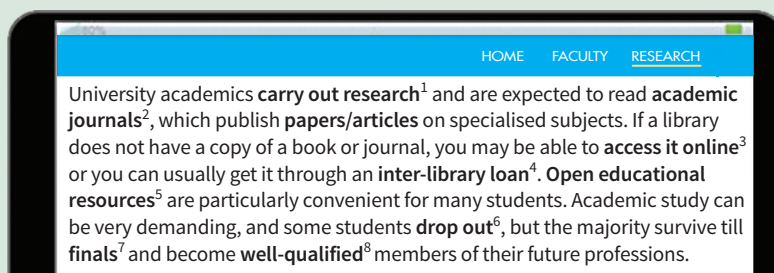 80%
HOME FACULTY RESEARCH
University academics carry out research1 and are expected to read academic
journals2, which publish papers/articles on specialised subjects. If a library
does not have a copy of a book or journal, you may be able to access it online3
or you can usually get it through an inter-library loan4. Open educational
resources5 are particularly convenient for many students. Academic study can
be very demanding, and some students drop out6, but the majority survive till
finals7 and become well-qualified8 members of their future professions.